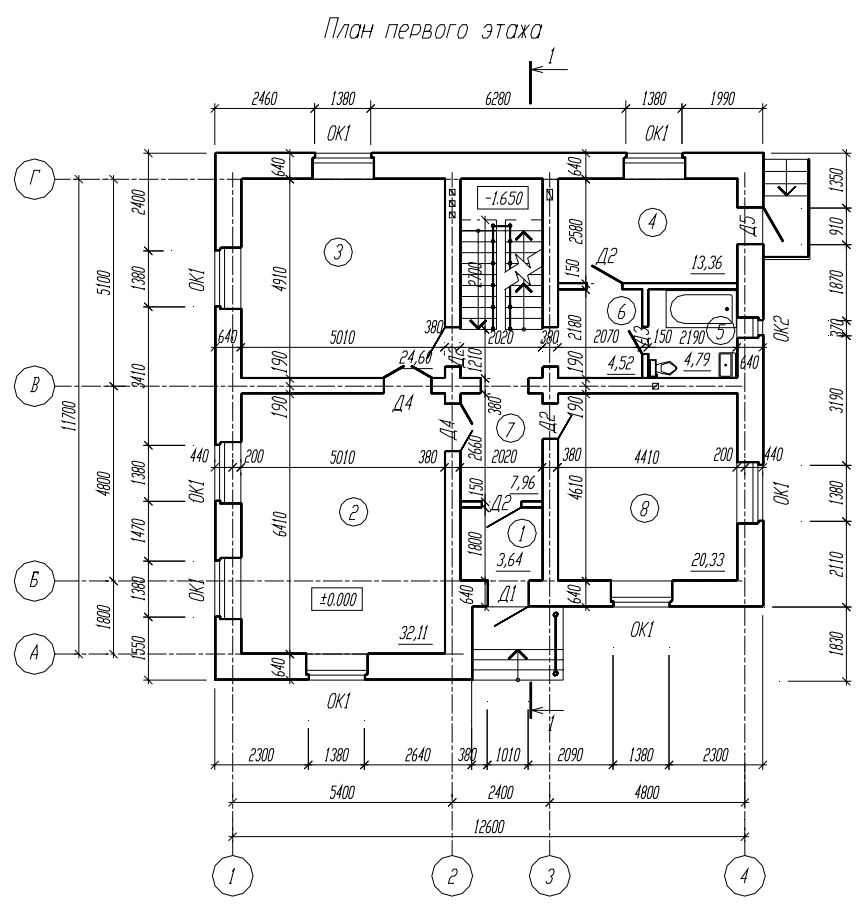 План первого этажа
1
2460 1380 6280 1380 1990
ОК1 ОК1
Г
640 640
-1.650
2400 1350
3 4 Д5 910
2580
Д2 13,36
5100 4910 2700 150
1380 ОК1 1870
6 5 ОК2
2180 Д3 370
640 5010 380 2020 380 2070 150 2190
24,60 Д2 1210 4,52 4,79 640
3410 190 190
В
11700 190 Д4 380 190 3190
Д4 7 Д2
440 200 5010 380 2660 2020 380 4410 200 440
1380 ОК1 150 7,96 4610 ОК1 1380
4800 2 Д2 8
6410 1
1470 1800 3,64 20,33 2110
Б
1380 ОК1 ±0.000 640 Д1 640
1800 32,11 ОК1 1830
А
1550 640
ОК1 1
2300 1380 2640 380 1010 2090 1380 2300
5400 2400 4800
12600
1 2 3 4